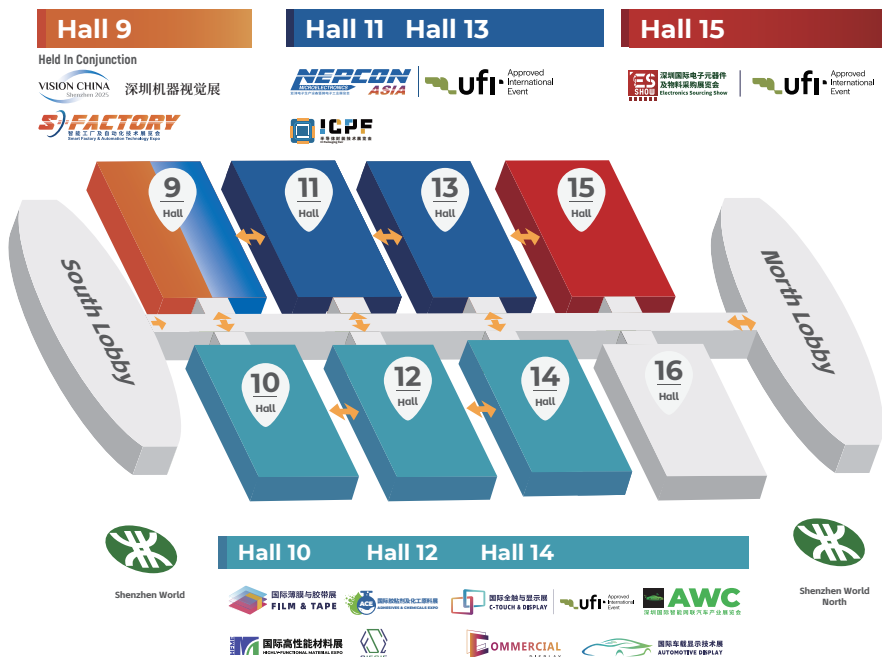 Hall 9
Hall 11 Hall 13
Hall 15
Held In Conjunction
VISION CHINA
Shenzhen 2025
深圳机器视觉展
S FACTORY
智能工厂及自动化技术展览会
Smart Factory & Automation Technology Expo
NEPCON
MICROELECTRONICS
ASIA
ufi
Approved
International
Event
ICPF
ES
SHOW
深圳国际电子元器件
及物料采购展览会
Electronics Sourcing Show
ufi
Approved
International
Event
9
Hall
11
Hall
13
Hall
15
Hall
South Lobby
North Lobby
10
Hall
12
Hall
14
Hall
16
Hall
Shenzhen World
Shenzhen World
North
Hall 10 Hall 12 Hall 14
国际薄膜与胶带展
FILM & TAPE
ACE
国际胶粘剂及化工原料展
ADHESIVES & CHEMICALS EXPO
国际全触与显示展
C-TOUCH & DISPLAY
ufi
Approved
International
Event
AWC
深圳国际智能网联汽车产业展览会
国际高性能材料展
HIGHLY-FUNCTIONAL MATERIAL EXPO
COMMERCIAL
DISPLAY
国际车载显示技术展
AUTOMOTIVE DISPLAY